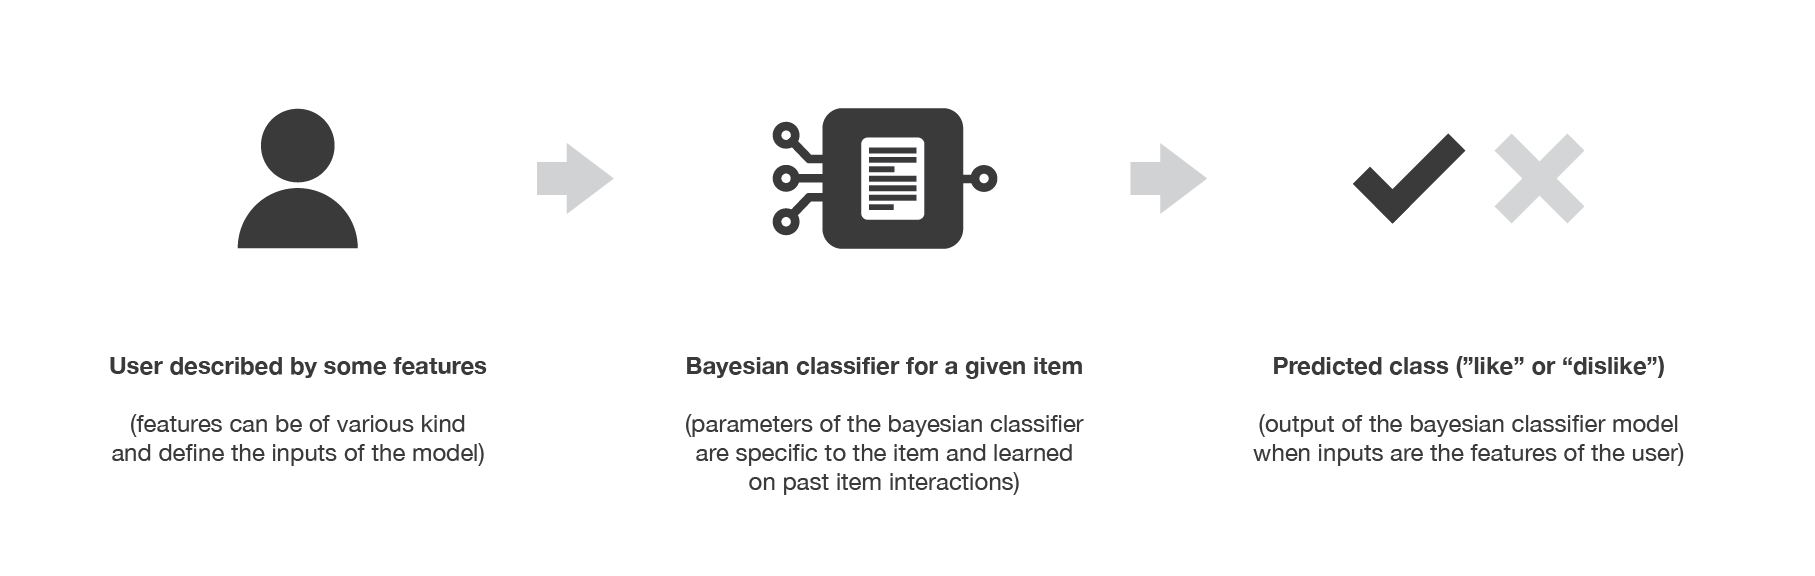 User described by some features
(features can be of various kind
and define the inputs of the model)
Bayesian classifier for a given item
(parameters of the bayesian classifier
are specific to the item and learned
on past item interactions)
Predicted class (”like” or “dislike”)
(output of the bayesian classifier model
when inputs are the features of the user)